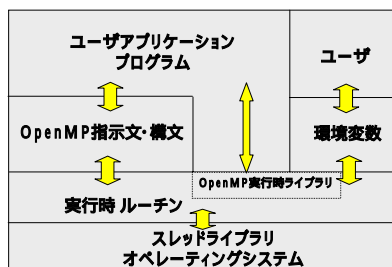 ユーザアプリケーション
プログラム
ユーザ
OpenMP指示文・構文
環境変数
OpenMP実行時ライブラリ
実行時 ルーチン
スレッドライブラリ
オペレーティングシステム